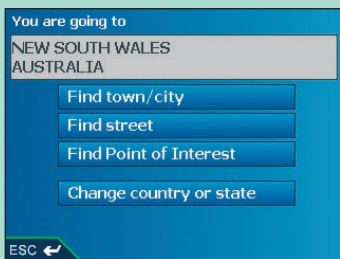 You are going to
NEW SOUTH WALES
AUSTRALIA
Find town/city
Find street
Find Point of Interest
Change country or state
ESC